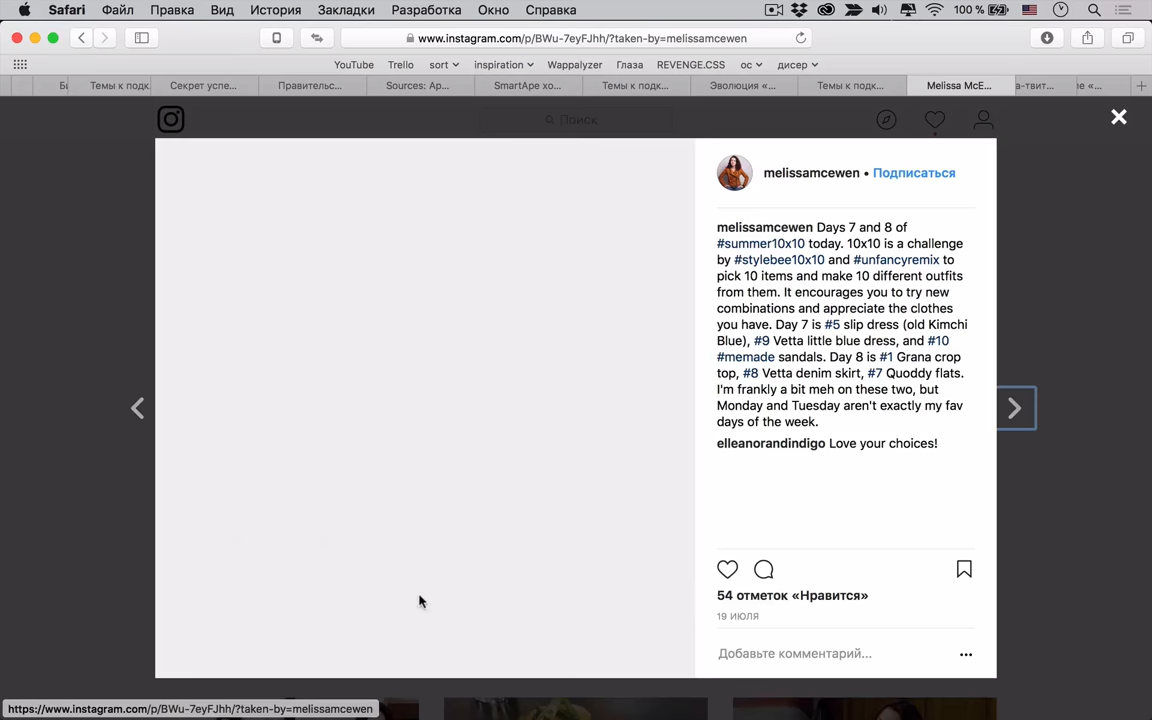 Safari Файл Правка Вид История Закладки Разработка Окно Справка 100 %
www.instagram.com/p/BWu-7eyFJhh/?taken-by=melissamcewen
YouTube Trello sort inspiration Wappalyzer Глаза REVENGE.CSS ос дисер
Бі Темы к подк. Секрет успе... Правительс... Sources: Ap... SmartApe хо... Темы к подк... Эволюция «... Темы к подк... Melissa McE... а-твит... ие «...
Поиск
melissamcewen • Подписаться
melissamcewen Days 7 and 8 of
#summer10x10 today. 10x10 is a challenge
by #stylebee10x10 and #unfancyremix to
pick 10 items and make 10 different outfits
from them. It encourages you to try new
combinations and appreciate the clothes
you have. Day 7 is #5 slip dress (old Kimchi
Blue), #9 Vetta little blue dress, and #10
#memade sandals. Day 8 is #1 Grana crop
top, #8 Vetta denim skirt, #7 Quoddy flats.
I'm frankly a bit meh on these two, but
Monday and Tuesday aren't exactly my fav
days of the week.
elleanorandindigo Love your choices!
54 отметок «Нравится»
19 ИЮЛЯ
Добавьте комментарий...
https://www.instagram.com/p/BWu-7eyFJhh/?taken-by=melissamcewen